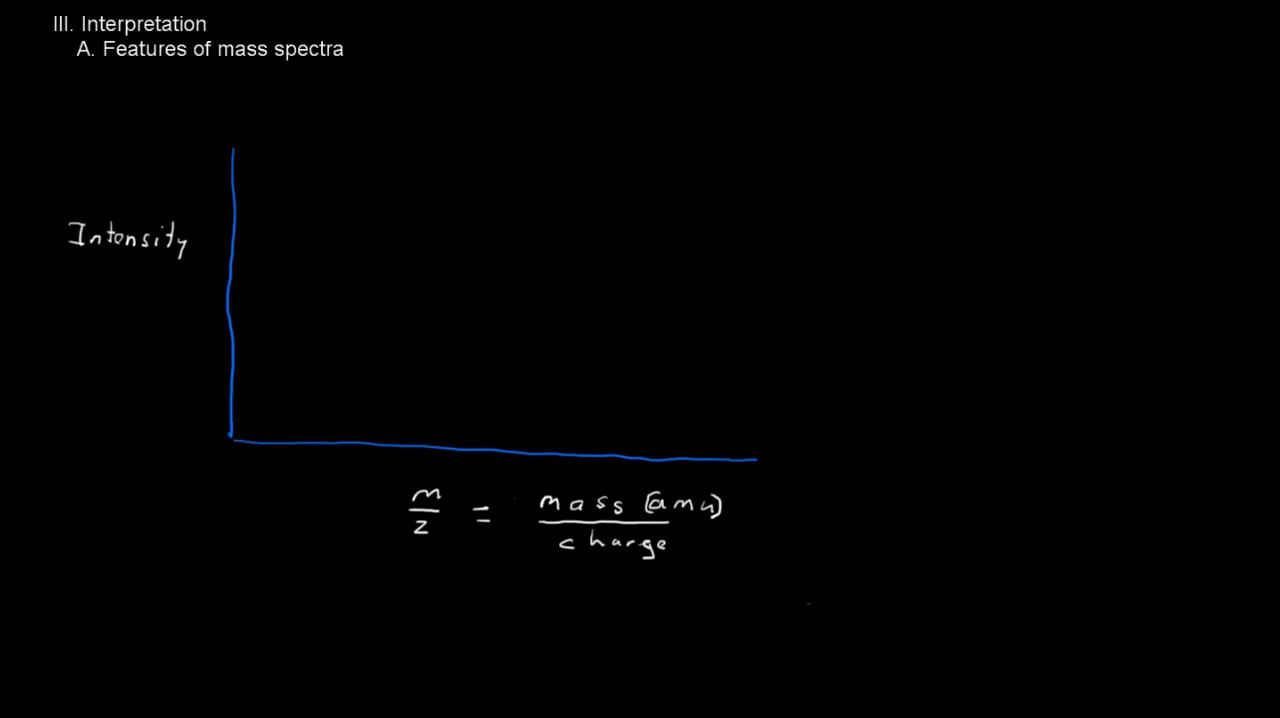 III. Interpretation
A. Features of mass spectra
Intensity
m/z = mass (amu)/charge